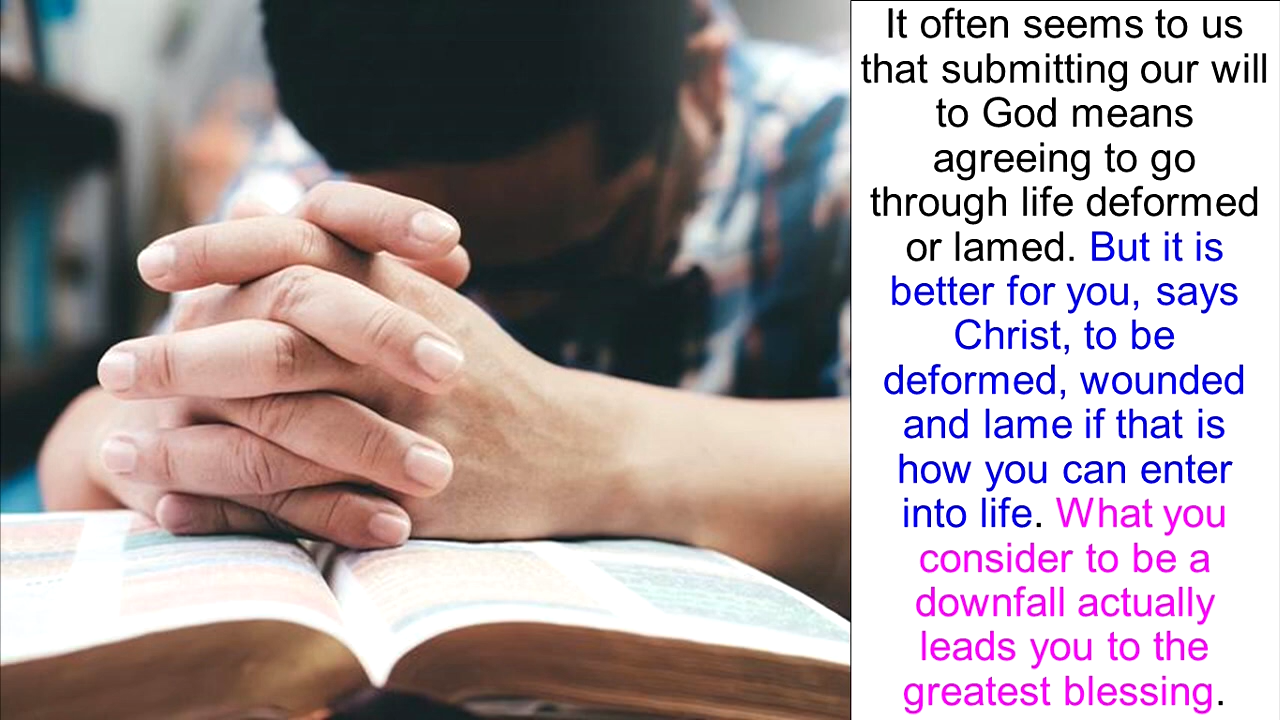 It often seems to us
that submitting our will
to God means
agreeing to go
through life deformed
or lamed. But it is
better for you, says
Christ, to be
deformed, wounded
and lame if that is
how you can enter
into life. What you
consider to be a
downfall actually
leads you to the
greatest blessing.